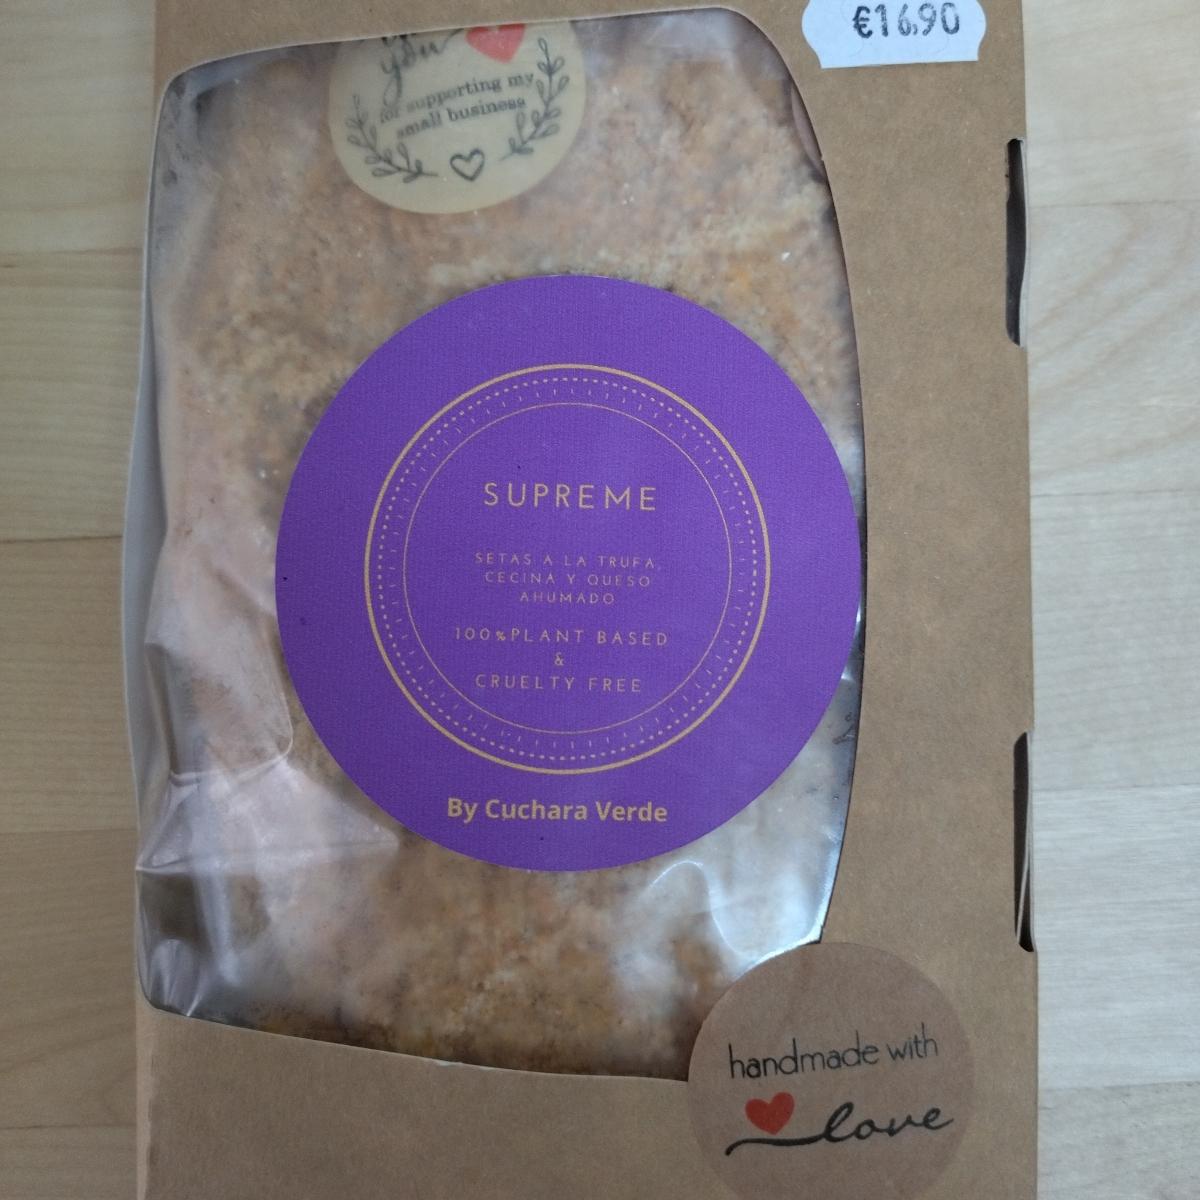 €16,90
you
for supporting my
small business
SUPREME
SETAS A LA TRUFA,
CECINA Y QUESO
AHUMADO
100%PLANT BASED
&
CRUELTY FREE
By Cuchara Verde
handmade with
love